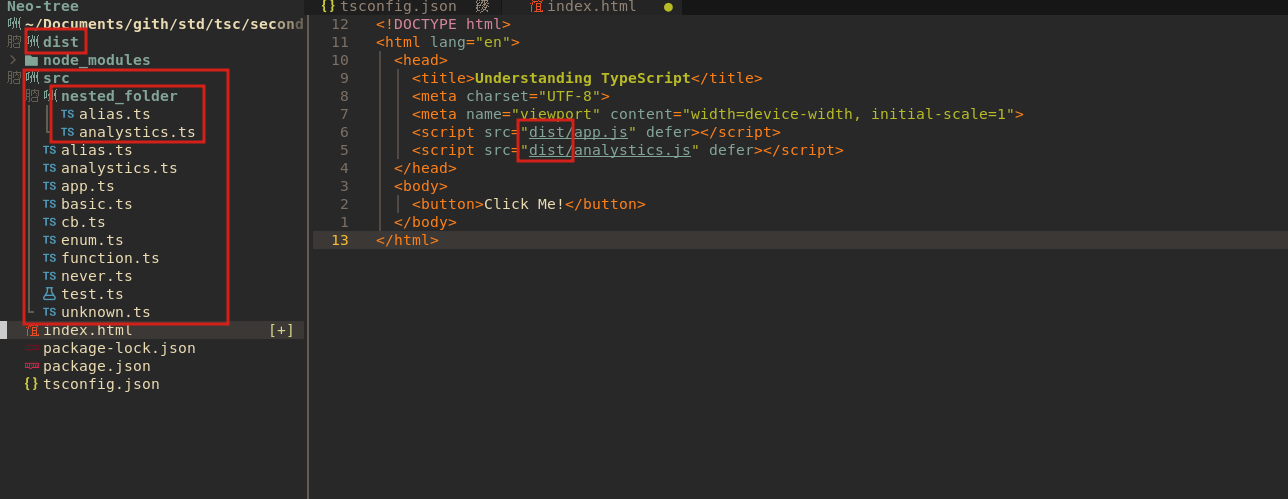 Neo-tree
~/Documents/gith/std/tsc/second
dist
node_modules
src
nested_folder
TS alias.ts
TS analystics.ts
TS alias.ts
TS analystics.ts
TS app.ts
TS basic.ts
TS cb.ts
TS enum.ts
TS function.ts
TS never.ts
test.ts
TS unknown.ts
index.html [+]
package-lock.json
package.json
{} tsconfig.json
{} tsconfig.json index.html ●
12 <!DOCTYPE html>
11 <html lang="en">
10 <head>
9 <title>Understanding TypeScript</title>
8 <meta charset="UTF-8">
7 <meta name="viewport" content="width=device-width, initial-scale=1">
6 <script src="dist/app.js" defer></script>
5 <script src="dist/analystics.js" defer></script>
4 </head>
3 <body>
2 <button>Click Me!</button>
1 </body>
13 </html>